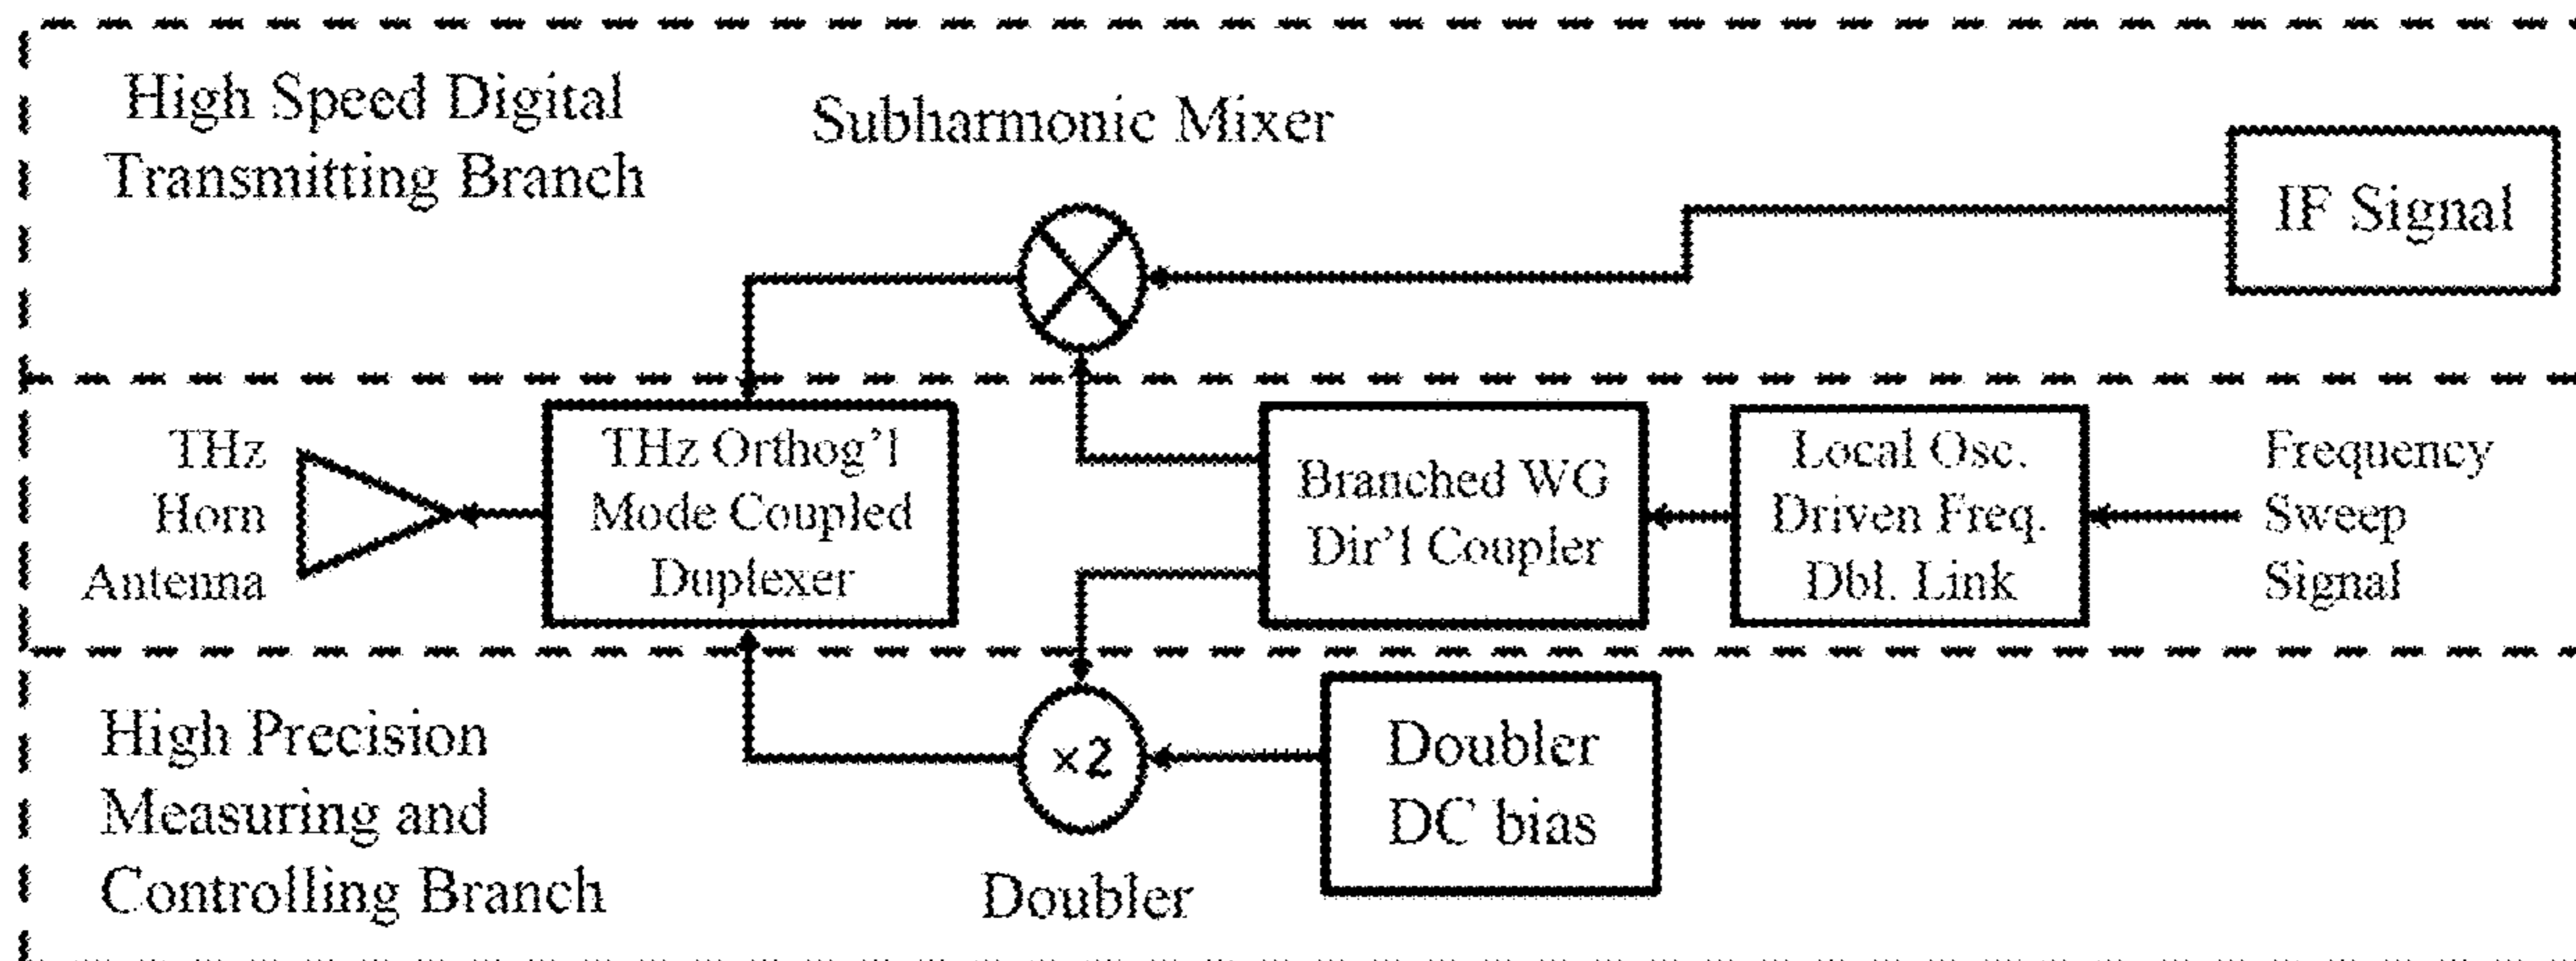 High Speed Digital
Transmitting Branch
Subharmonic Mixer
IF Signal
THz
Horn
Antenna
THz Orthog'l
Mode Coupled
Duplexer
Branched WG
Dir'l Coupler
Local Osc.
Driven Freq.
Dbl. Link
Frequency
Sweep
Signal
High Precision
Measuring and
Controlling Branch
×2
Doubler
Doubler
DC bias